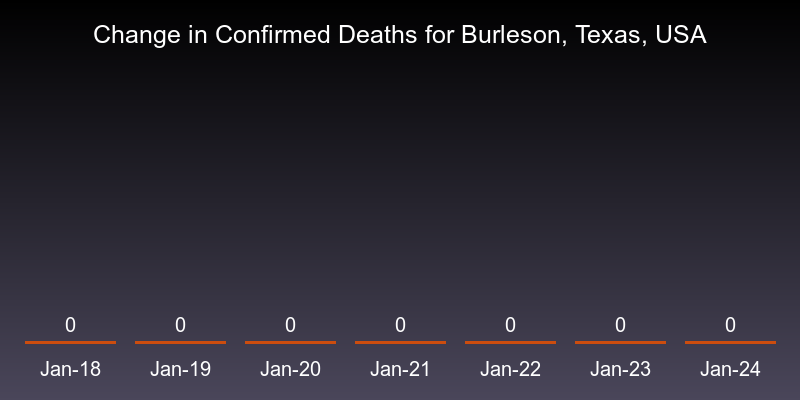 Change in Confirmed Deaths for Burleson, Texas, USA
0 0 0 0 0 0 0
Jan-18 Jan-19 Jan-20 Jan-21 Jan-22 Jan-23 Jan-24